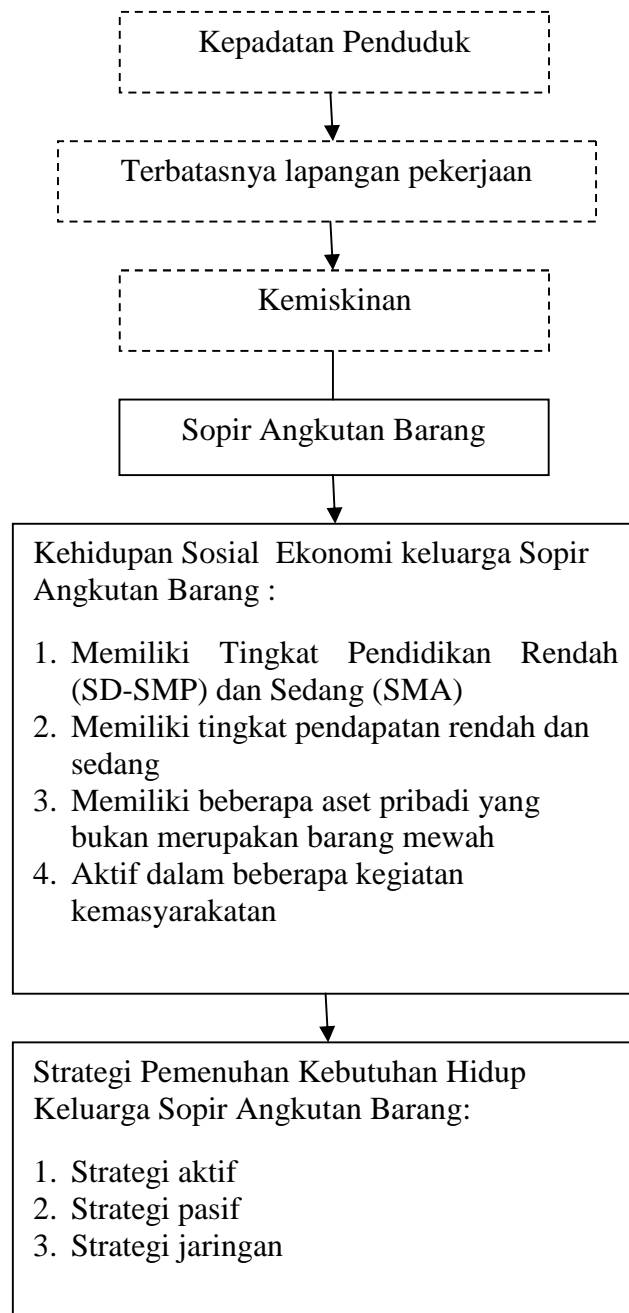 Kepadatan Penduduk
Terbatasnya lapangan pekerjaan
Kemiskinan
Sopir Angkutan Barang
Kehidupan Sosial Ekonomi keluarga Sopir
Angkutan Barang :
1. Memiliki Tingkat Pendidikan Rendah
(SD-SMP) dan Sedang (SMA)
2. Memiliki tingkat pendapatan rendah dan
sedang
3. Memiliki beberapa aset pribadi yang
bukan merupakan barang mewah
4. Aktif dalam beberapa kegiatan
kemasyarakatan
Strategi Pemenuhan Kebutuhan Hidup
Keluarga Sopir Angkutan Barang:
1. Strategi aktif
2. Strategi pasif
3. Strategi jaringan